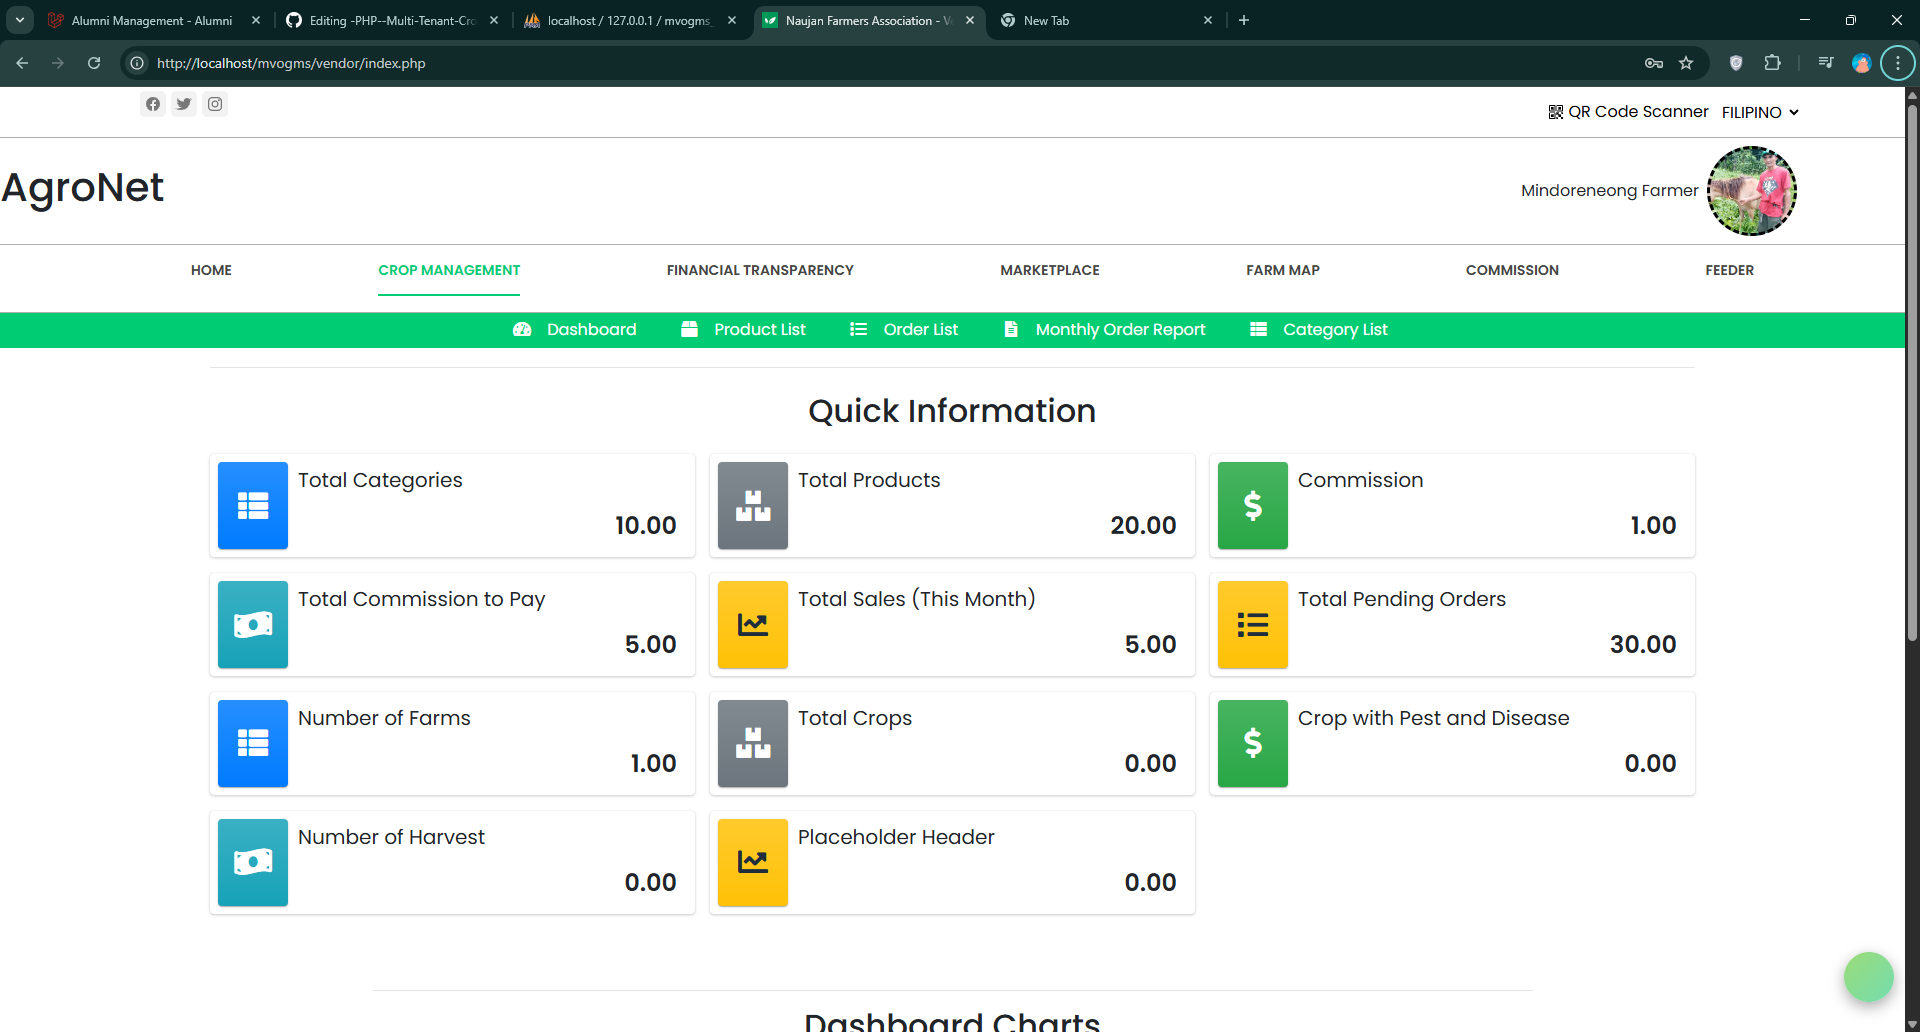 Alumni Management - Alumni
Editing -PHP--Multi-Tenant-Cro
localhost / 127.0.0.1 / mvogms_
Naujan Farmers Association - Ve
New Tab
http://localhost/mvogms/vendor/index.php
QR Code Scanner
FILIPINO
AgroNet
Mindoreneong Farmer
HOME
CROP MANAGEMENT
FINANCIAL TRANSPARENCY
MARKETPLACE
FARM MAP
COMMISSION
FEEDER
Dashboard
Product List
Order List
Monthly Order Report
Category List
Quick Information
Total Categories
10.00
Total Products
20.00
Commission
1.00
Total Commission to Pay
5.00
Total Sales (This Month)
5.00
Total Pending Orders
30.00
Number of Farms
1.00
Total Crops
0.00
Crop with Pest and Disease
0.00
Number of Harvest
0.00
Placeholder Header
0.00
Dashboard Charts